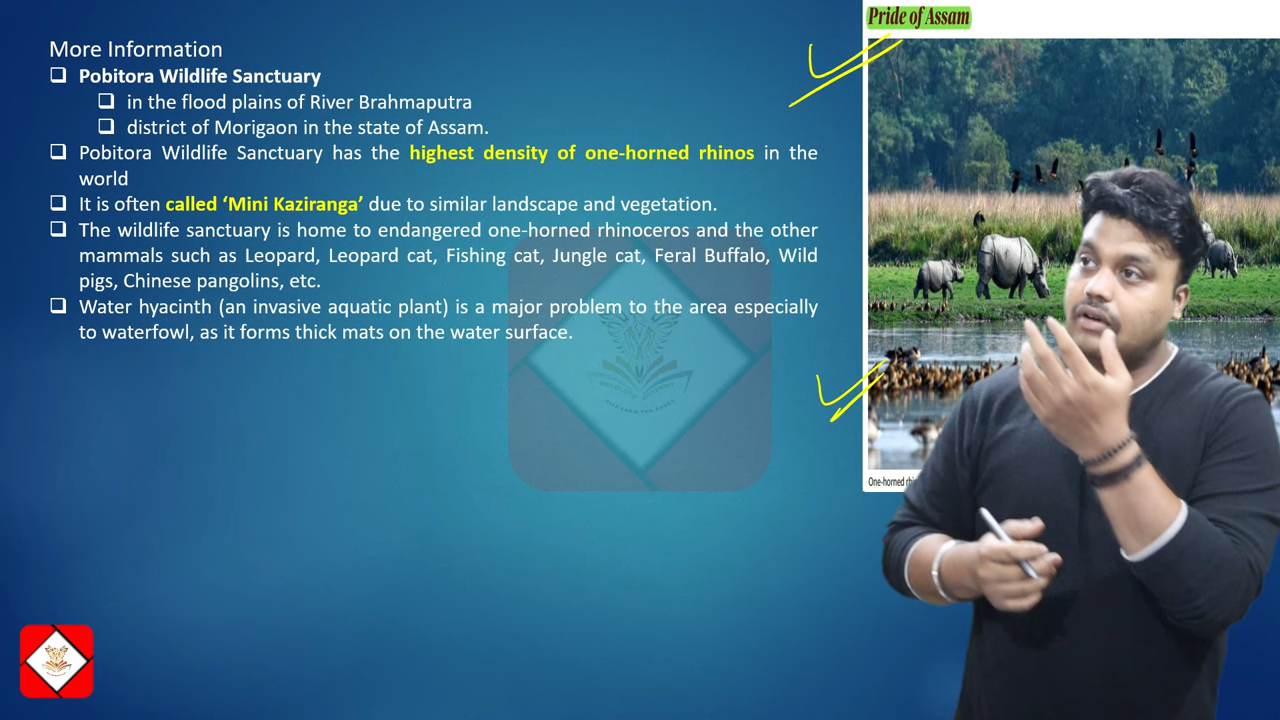 Pride of Assam
More Information
❑ Pobitora Wildlife Sanctuary
❑ in the flood plains of River Brahmaputra
❑ district of Morigaon in the state of Assam.
❑ Pobitora Wildlife Sanctuary has the highest density of one-horned rhinos in the
world
❑ It is often called ‘Mini Kaziranga’ due to similar landscape and vegetation.
❑ The wildlife sanctuary is home to endangered one-horned rhinoceros and the other
mammals such as Leopard, Leopard cat, Fishing cat, Jungle cat, Feral Buffalo, Wild
pigs, Chinese pangolins, etc.
❑ Water hyacinth (an invasive aquatic plant) is a major problem to the area especially
to waterfowl, as it forms thick mats on the water surface.
One-horned